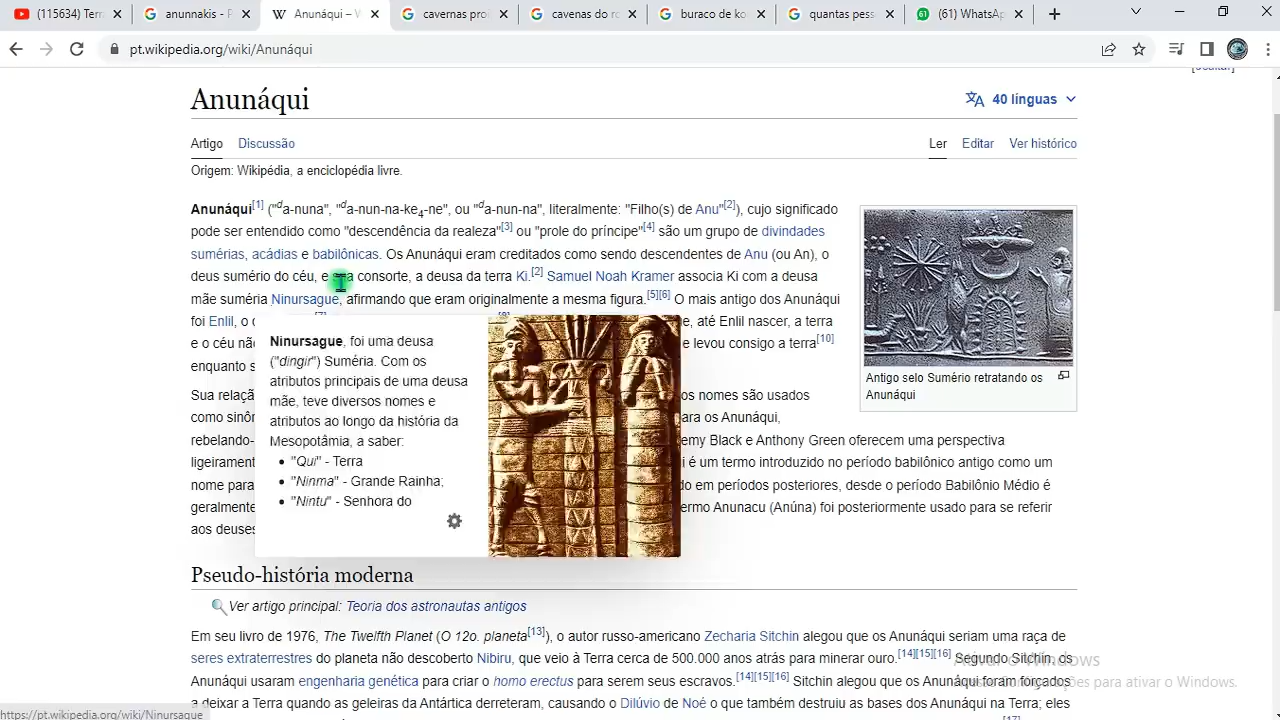 (115634) Terr
anunnakis - P
Anunáqui – W
cavernas prof
cavenas do ro
buraco de ko
quantas pess
(61) WhatsAp
pt.wikipedia.org/wiki/Anunáqui
[ocultar]
Anunáqui
40 línguas
Artigo Discussão Ler Editar Ver histórico
Origem: Wikipédia, a enciclopédia livre.
Anunáqui[1] ("da-nuna", "da-nun-na-ke4-ne", ou "da-nun-na", literalmente: "Filho(s) de Anu"[2]), cujo significado
pode ser entendido como "descendência da realeza"[3] ou "prole do príncipe"[4] são um grupo de divindades
sumérias, acádias e babilônicas. Os Anunáqui eram creditados como sendo descendentes de Anu (ou An), o
deus sumério do céu, e sua consorte, a deusa da terra Ki.[2] Samuel Noah Kramer associa Ki com a deusa
mãe suméria Ninursague, afirmando que eram originalmente a mesma figura.[5][6] O mais antigo dos Anunáqui
foi Enlil, o e, até Enlil nascer, a terra
e o céu nã e levou consigo a terra[10]
enquanto s
Antigo selo Sumério retratando os
Anunáqui
Ninursague, foi uma deusa
("dingir") Suméria. Com os
atributos principais de uma deusa
mãe, teve diversos nomes e
atributos ao longo da história da
Mesopotâmia, a saber:
"Qui" - Terra
"Ninma" - Grande Rainha;
"Nintu" - Senhora do
Sua relaçã os nomes são usados
como sinôr ara os Anunáqui,
rebelando- emy Black e Anthony Green oferecem uma perspectiva
ligeirament i é um termo introduzido no período babilônico antigo como um
nome para do em períodos posteriores, desde o período Babilônio Médio é
geralmente ermo Anunacu (Anúna) foi posteriormente usado para se referir
aos deuses
Pseudo-história moderna
Ver artigo principal: Teoria dos astronautas antigos
Em seu livro de 1976, The Twelfth Planet (O 12o. planeta[13]), o autor russo-americano Zecharia Sitchin alegou que os Anunáqui seriam uma raça de
seres extraterrestres do planeta não descoberto Nibiru, que veio à Terra cerca de 500.000 anos atrás para minerar ouro.[14][15][16] Segundo Sitchin, os
Anunáqui usaram engenharia genética para criar o homo erectus para serem seus escravos.[14][15][16] Sitchin alegou que os Anunáqui foram forçados
a deixar a Terra quando as geleiras da Antártica derreteram, causando o Dilúvio de Noé, o que também destruiu as bases dos Anunáqui na Terra; eles
[17]
Ativar o Windows
Acesse Configurações para ativar o Windows.
https://pt.wikipedia.org/wiki/Ninursague